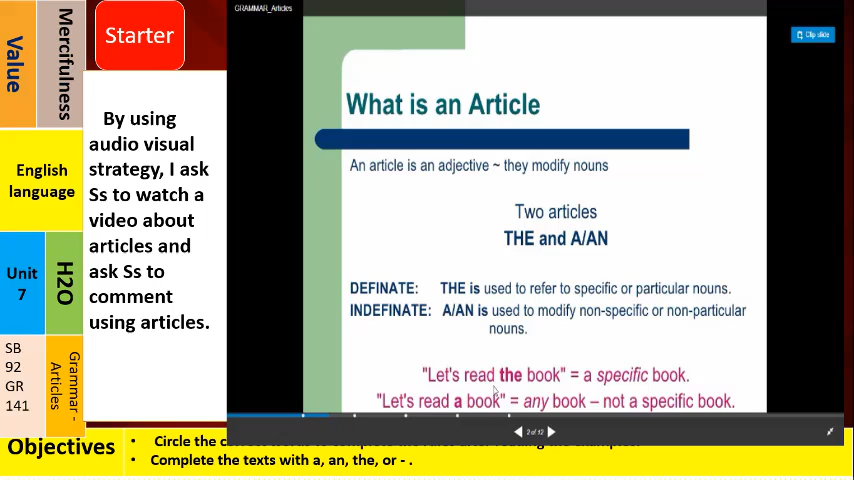 GRAMMAR_Articles
Clip slide
Value
Mercifulness
Starter
English
language
Unit
7
H2O
SB
92
GR
141
Grammar -
Articles
By using
audio visual
strategy, I ask
Ss to watch a
video about
articles and
ask Ss to
comment
using articles.
What is an Article
An article is an adjective ~ they modify nouns
Two articles
THE and A/AN
DEFINATE: THE is used to refer to specific or particular nouns.
INDEFINATE: A/AN is used to modify non-specific or non-particular
nouns.
"Let's read the book" = a specific book.
"Let's read a book" = any book – not a specific book.
2 of 12
Objectives
• Circle the
• Complete the texts with a, an, the, or - .